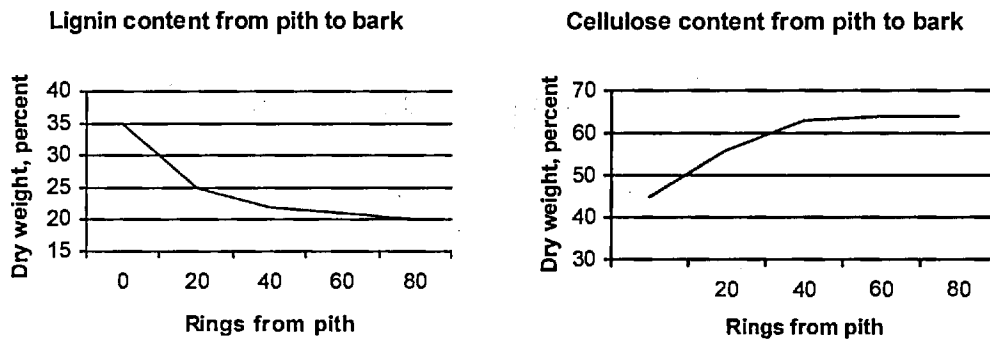 Lignin content from pith to bark
Dry weight, percent
40
35
30
25
20
15
0 20 40 60 80
Rings from pith
Cellulose content from pith to bark
Dry weight, percent
70
60
50
40
30
20 40 60 80
Rings from pith